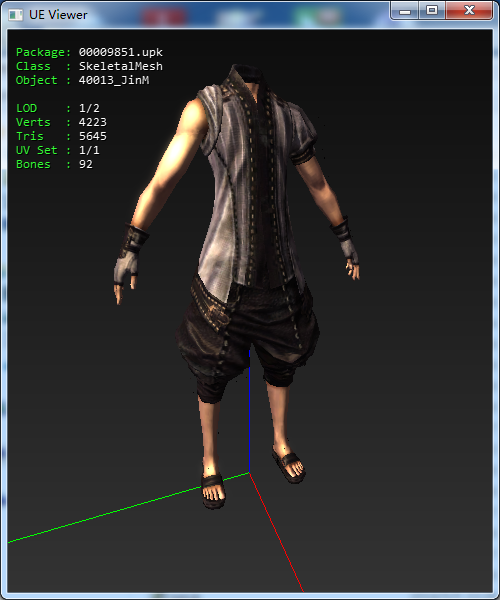 UE Viewer
Package: 00009851.upk
Class : SkeletalMesh
Object : 40013_JinM
LOD : 1/2
Verts : 4223
Tris : 5645
UV Set : 1/1
Bones : 92